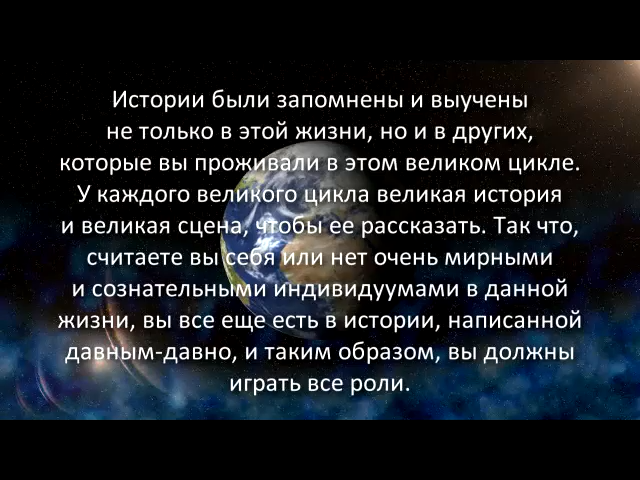 Истории были запомнены и выучены
не только в этой жизни, но и в других,
которые вы проживали в этом великом цикле.
У каждого великого цикла великая история
и великая сцена, чтобы ее рассказать. Так что,
считаете вы себя или нет очень мирными
и сознательными индивидуумами в данной
жизни, вы все еще есть в истории, написанной
давным-давно, и таким образом, вы должны
играть все роли.